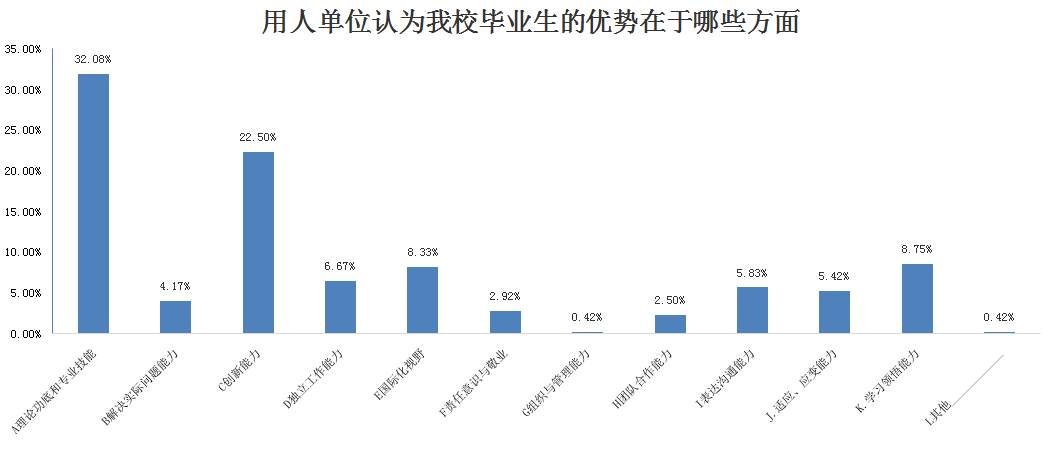 用人单位认为我校毕业生的优势在于哪些方面
35.00%
30.00%
25.00%
20.00%
15.00%
10.00%
5.00%
0.00%
32.08%
4.17%
22.50%
6.67%
8.33%
2.92%
0.42%
2.50%
5.83%
5.42%
8.75%
0.42%
A理论功底和专业技能
B解决实际问题能力
C创新能力
D独立工作能力
E国际化视野
F责任意识与敬业
G组织与管理能力
H团队合作能力
I表达沟通能力
J.适应、应变能力
K.学习领悟能力
L其他